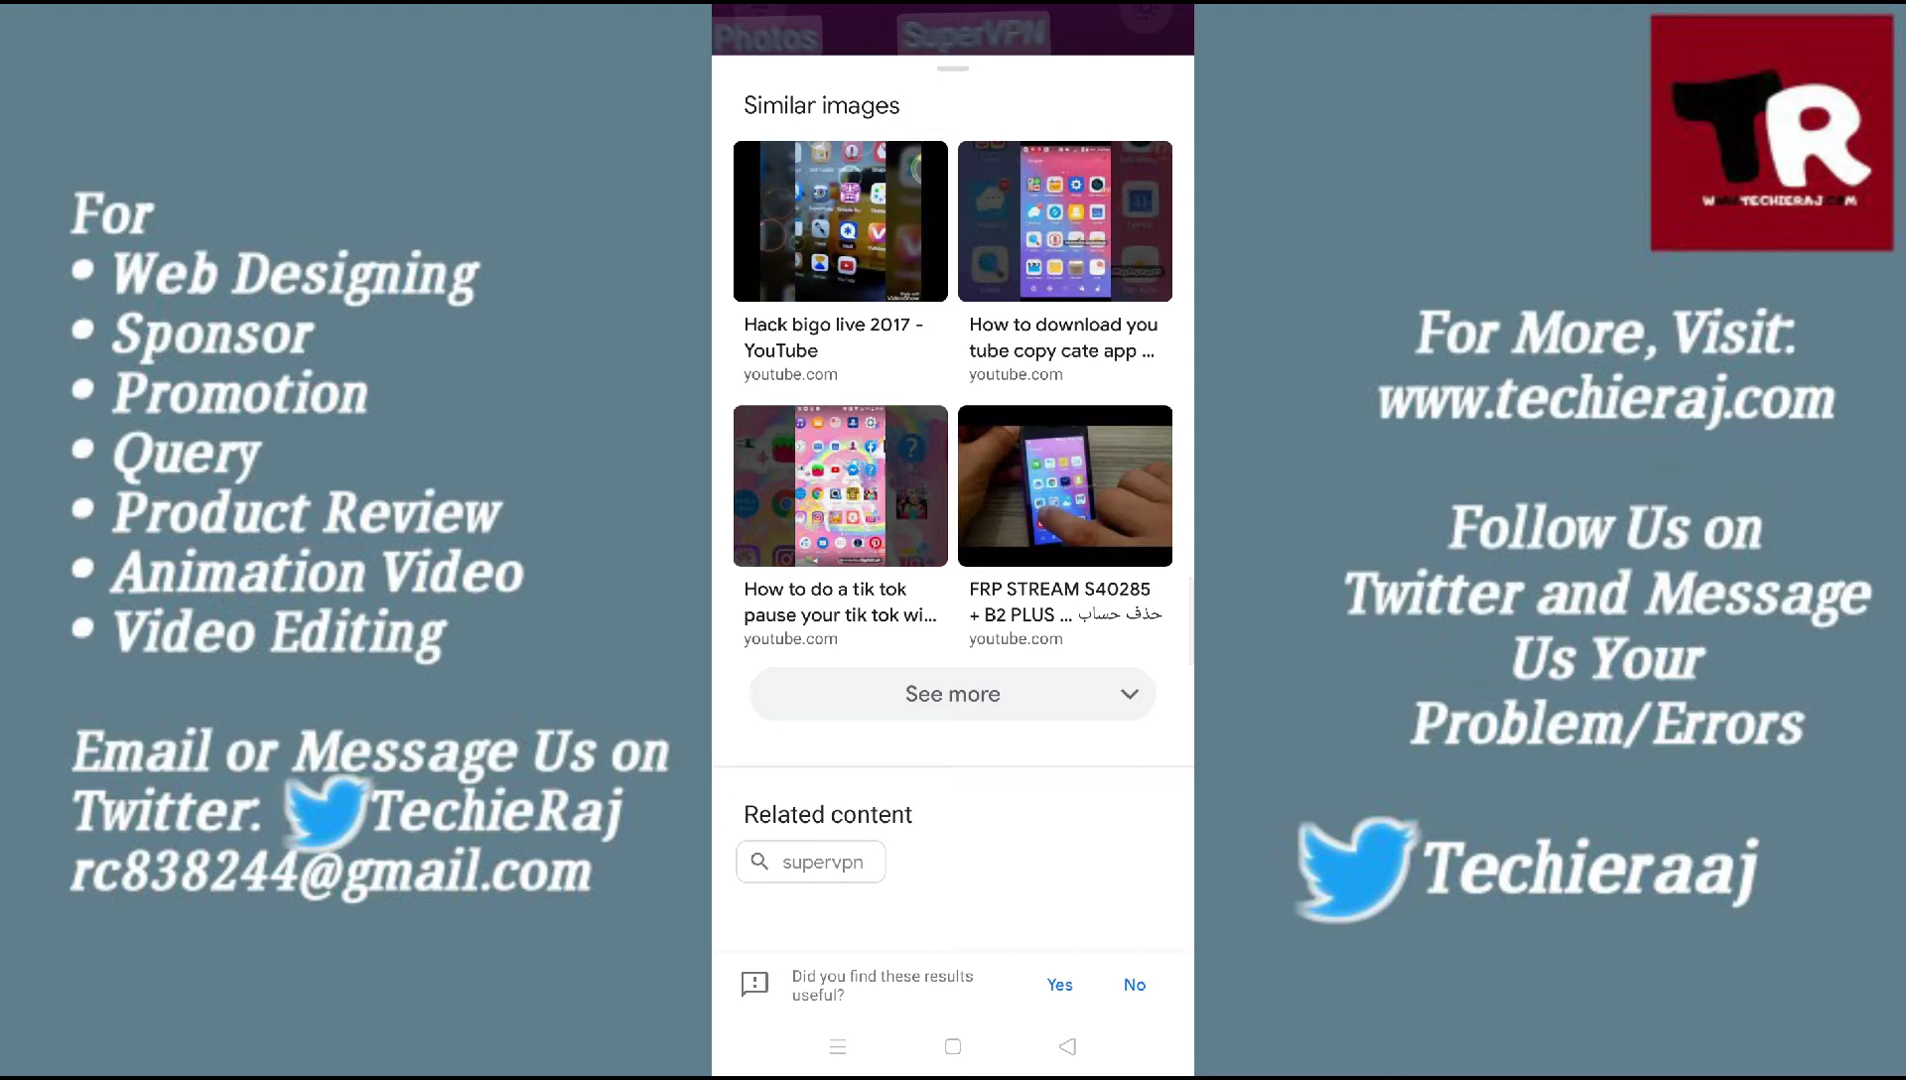 For
• Web Designing
• Sponsor
• Promotion
• Query
• Product Review
• Animation Video
• Video Editing
Email or Message Us on
Twitter. TechieRaj
rc838244@gmail.com
Photos SuperVPN
Similar images
Hack bigo live 2017 -
YouTube
youtube.com
How to download you
tube copy cate app ...
youtube.com
How to do a tik tok
pause your tik tok wi...
youtube.com
FRP STREAM S40285
+ B2 PLUS ... حذف حساب
youtube.com
See more
Related content
supervpn
Did you find these results
useful?
Yes No
TR
WWW.TECHIERAJ.COM
For More, Visit:
www.techieraj.com
Follow Us on
Twitter and Message
Us Your
Problem/Errors
Techieraaj